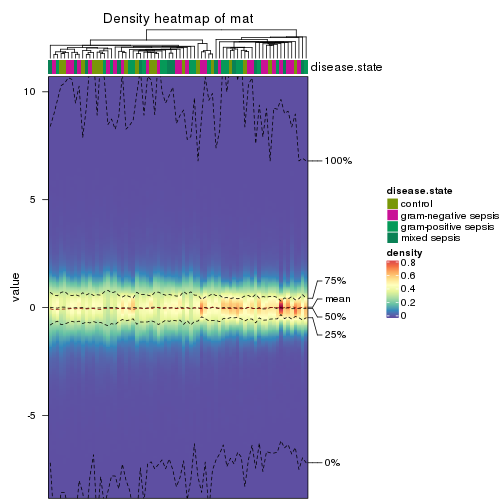 Density heatmap of mat
disease.state
10
5
0
-5
value
100%
75%
mean
50%
25%
0%
disease.state
control
gram-negative sepsis
gram-positive sepsis
mixed sepsis
density
0.8
0.6
0.4
0.2
0